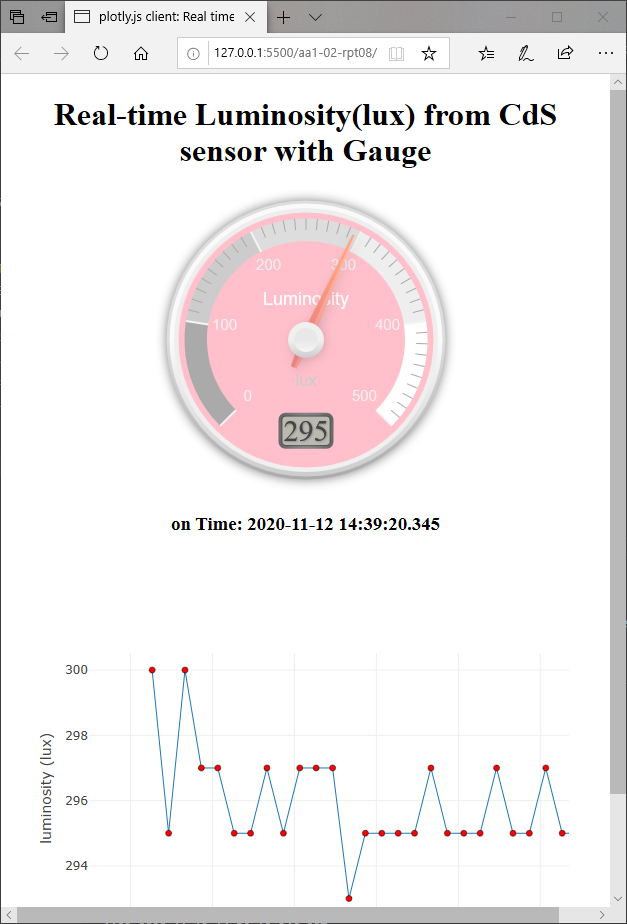 plotly.js client: Real time
127.0.0.1:5500/aa1-02-rpt08/
Real-time Luminosity(lux) from CdS
sensor with Gauge
200
300
Luminosity
100
400
lux
0
500
295
on Time: 2020-11-12 14:39:20.345
300
298
296
294
luminosity (lux)